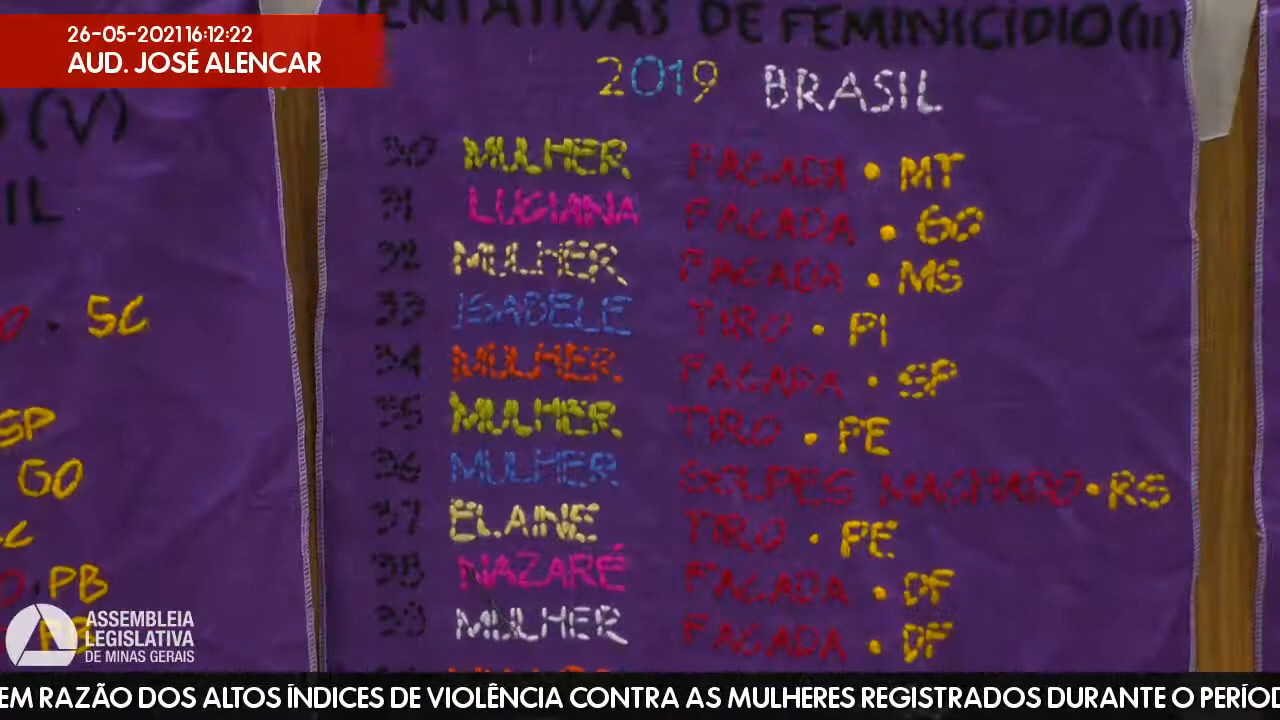 26-05-2021 16:12:22
AUD. JOSÉ ALENCAR
TENTATIVAS DE FEMINICÍDIO (II)
2019 BRASIL
30 MULHER FACADA • MT
31 LUCIANA FACADA • GO
32 MULHER FACADA • MS
33 ISABELE TIRO • PI
34 MULHER FACADA • SP
35 MULHER TIRO • PE
36 MULHER GOLPES MACHADO • RS
37 ELAINE TIRO • PE
38 NAZARÉ FACADA • DF
39 MULHER FACADA • DF
(V)
IL
• SC
SP
GO
• PB
ASSEMBLEIA
LEGISLATIVA
DE MINAS GERAIS
EM RAZÃO DOS ALTOS ÍNDICES DE VIOLÊNCIA CONTRA AS MULHERES REGISTRADOS DURANTE O PERÍOD